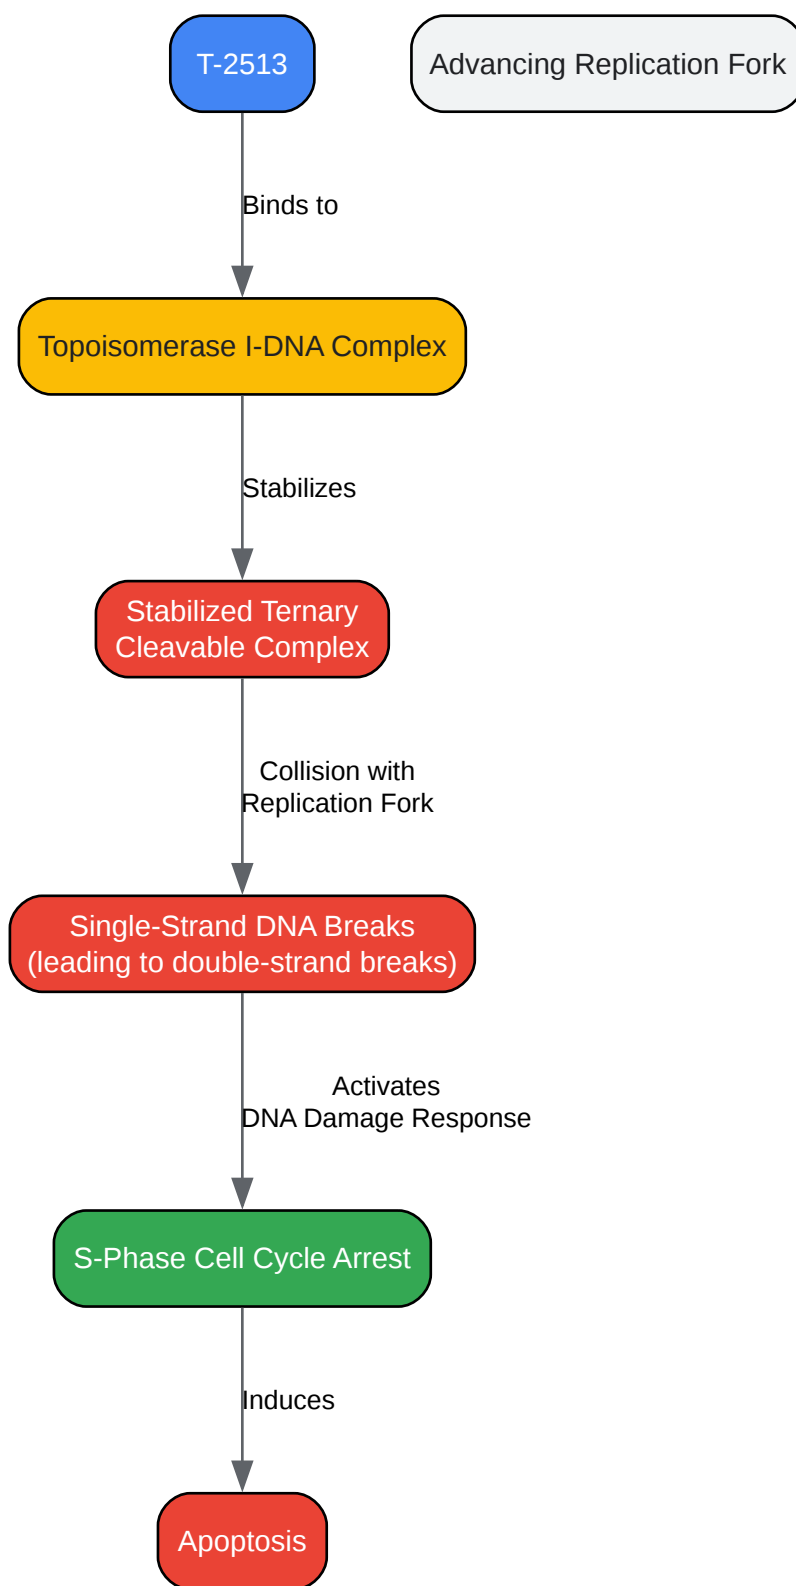 T-2513
Advancing Replication Fork
Binds to
Topoisomerase I-DNA Complex
Stabilizes
Stabilized Ternary
Cleavable Complex
Collision with
Replication Fork
Single-Strand DNA Breaks
(leading to double-strand breaks)
Activates
DNA Damage Response
S-Phase Cell Cycle Arrest
Induces
Apoptosis